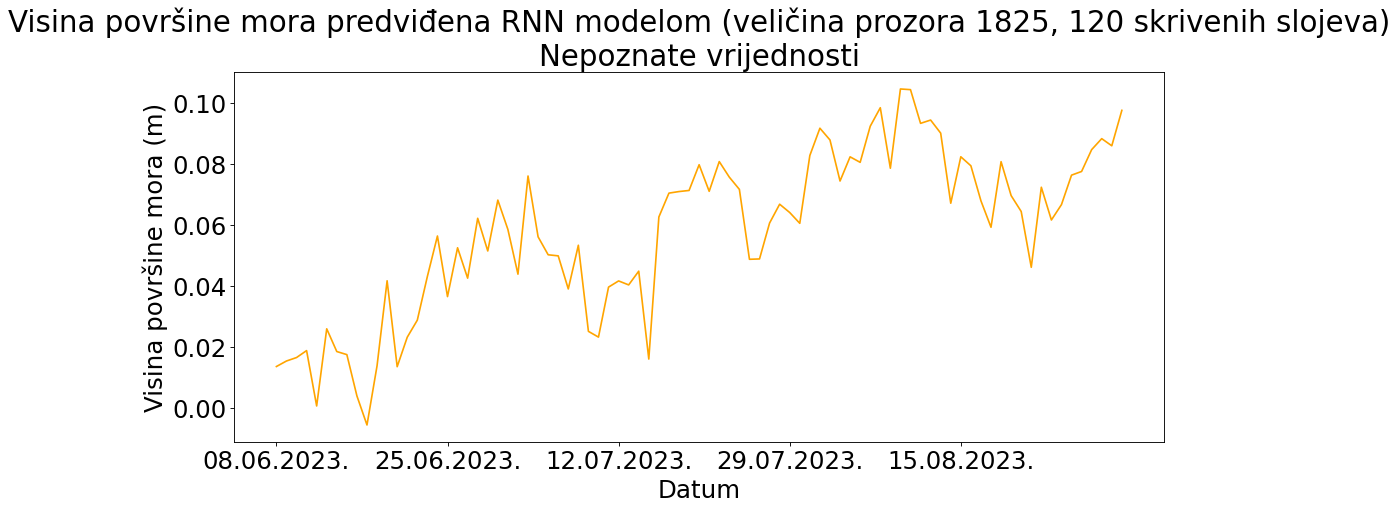 Visina površine mora predviđena RNN modelom (veličina prozora 1825, 120 skrivenih slojeva)
Nepoznate vrijednosti
Visina površine mora (m)
0.10
0.08
0.06
0.04
0.02
0.00
08.06.2023. 25.06.2023. 12.07.2023. 29.07.2023. 15.08.2023.
Datum